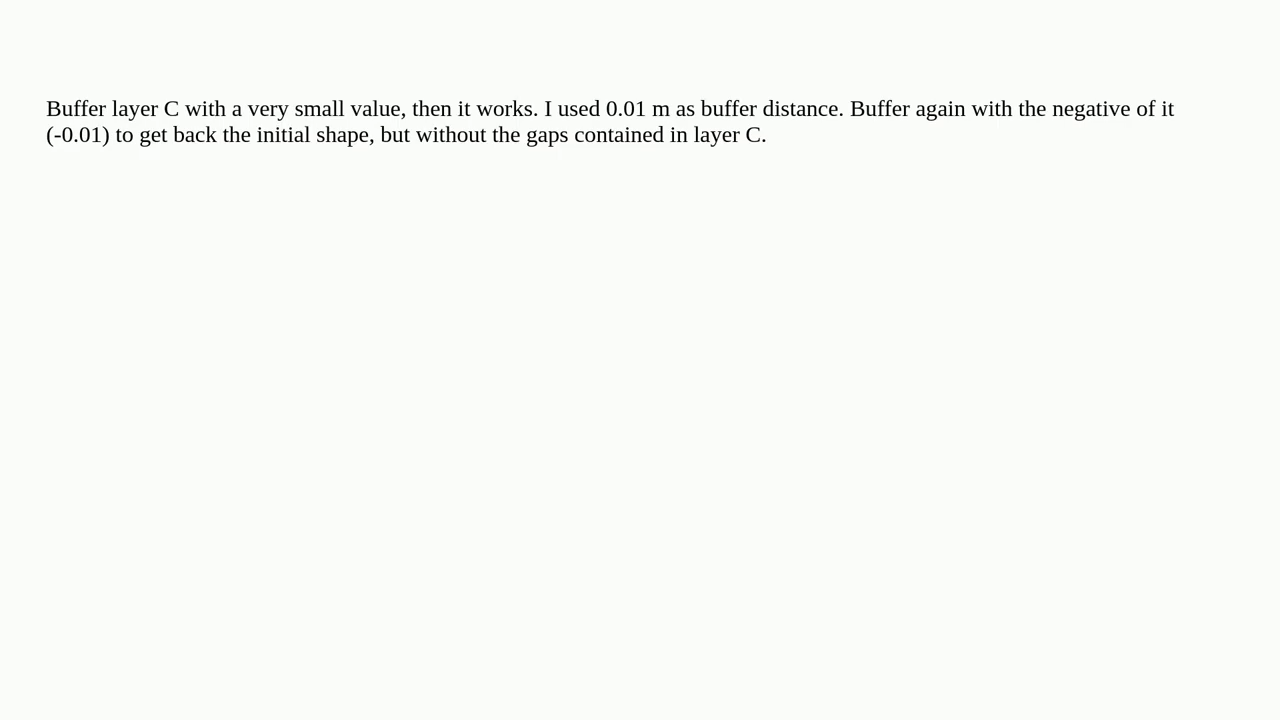 Buffer layer C with a very small value, then it works. I used 0.01 m as buffer distance. Buffer again with the negative of it
(-0.01) to get back the initial shape, but without the gaps contained in layer C.